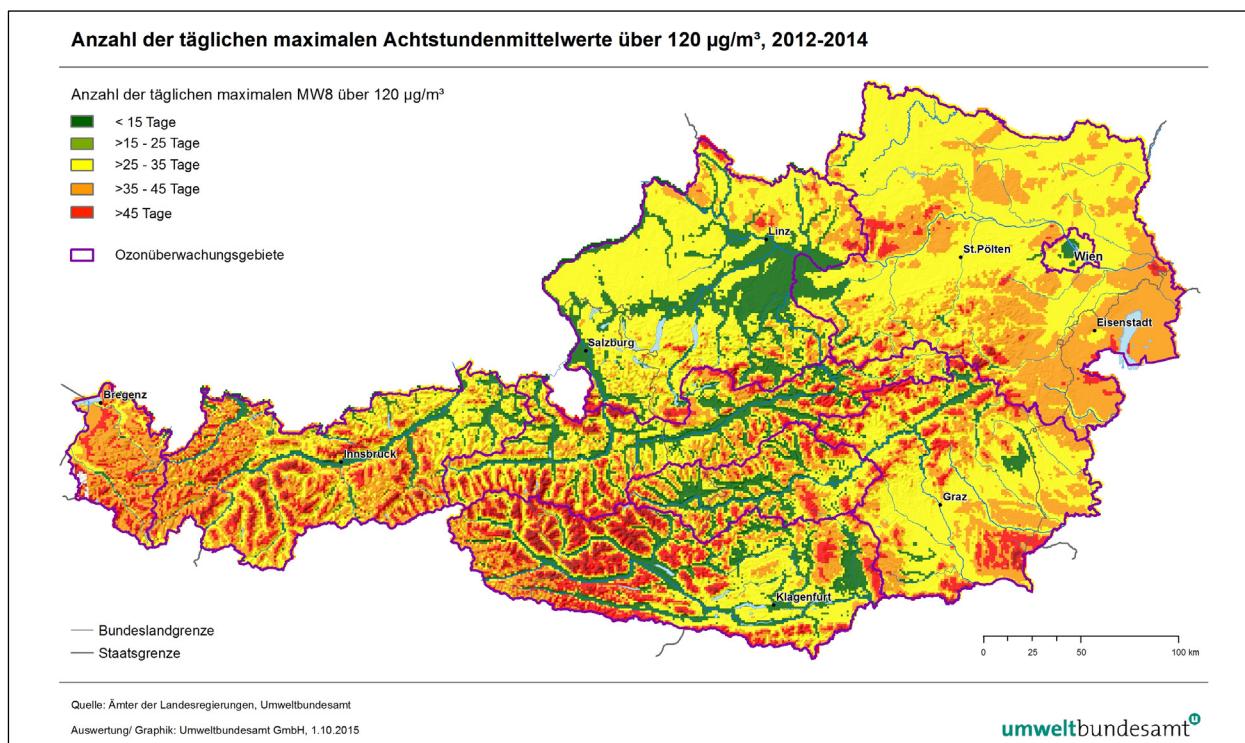 Anzahl der täglichen maximalen Achtstundenmittelwerte über 120 µg/m³, 2012-2014
Anzahl der täglichen maximalen MW8 über 120 µg/m³
< 15 Tage
>15 - 25 Tage
>25 - 35 Tage
>35 - 45 Tage
>45 Tage
Ozonüberwachungsgebiete
Linz
St.Pölten
Wien
Eisenstadt
Salzburg
Bregenz
Innsbruck
Graz
Klagenfurt
Bundeslandgrenze
Staatsgrenze
0 25 50 100 km
Quelle: Ämter der Landesregierungen, Umweltbundesamt
Auswertung/ Graphik: Umweltbundesamt GmbH, 1.10.2015
umweltbundesamt u